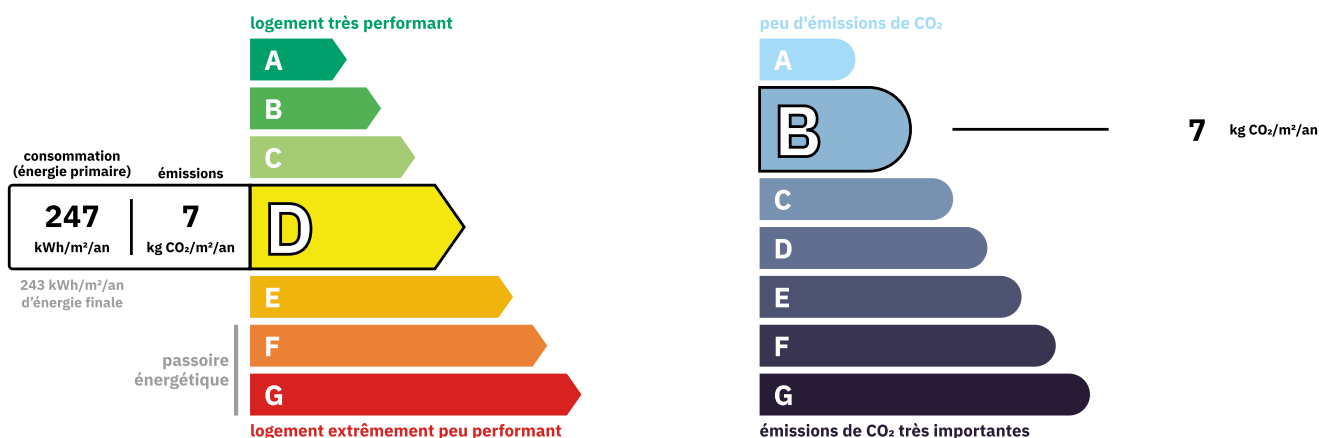 logement très performant
A
B
C
consommation
(énergie primaire)
émissions
247
kWh/m²/an
7
kg CO₂/m²/an
D
243 kWh/m²/an
d'énergie finale
E
passoire
énergétique
F
G
logement extrêmement peu performant
peu d'émissions de CO₂
A
B
7 kg CO₂/m²/an
C
D
E
F
G
émissions de CO₂ très importantes